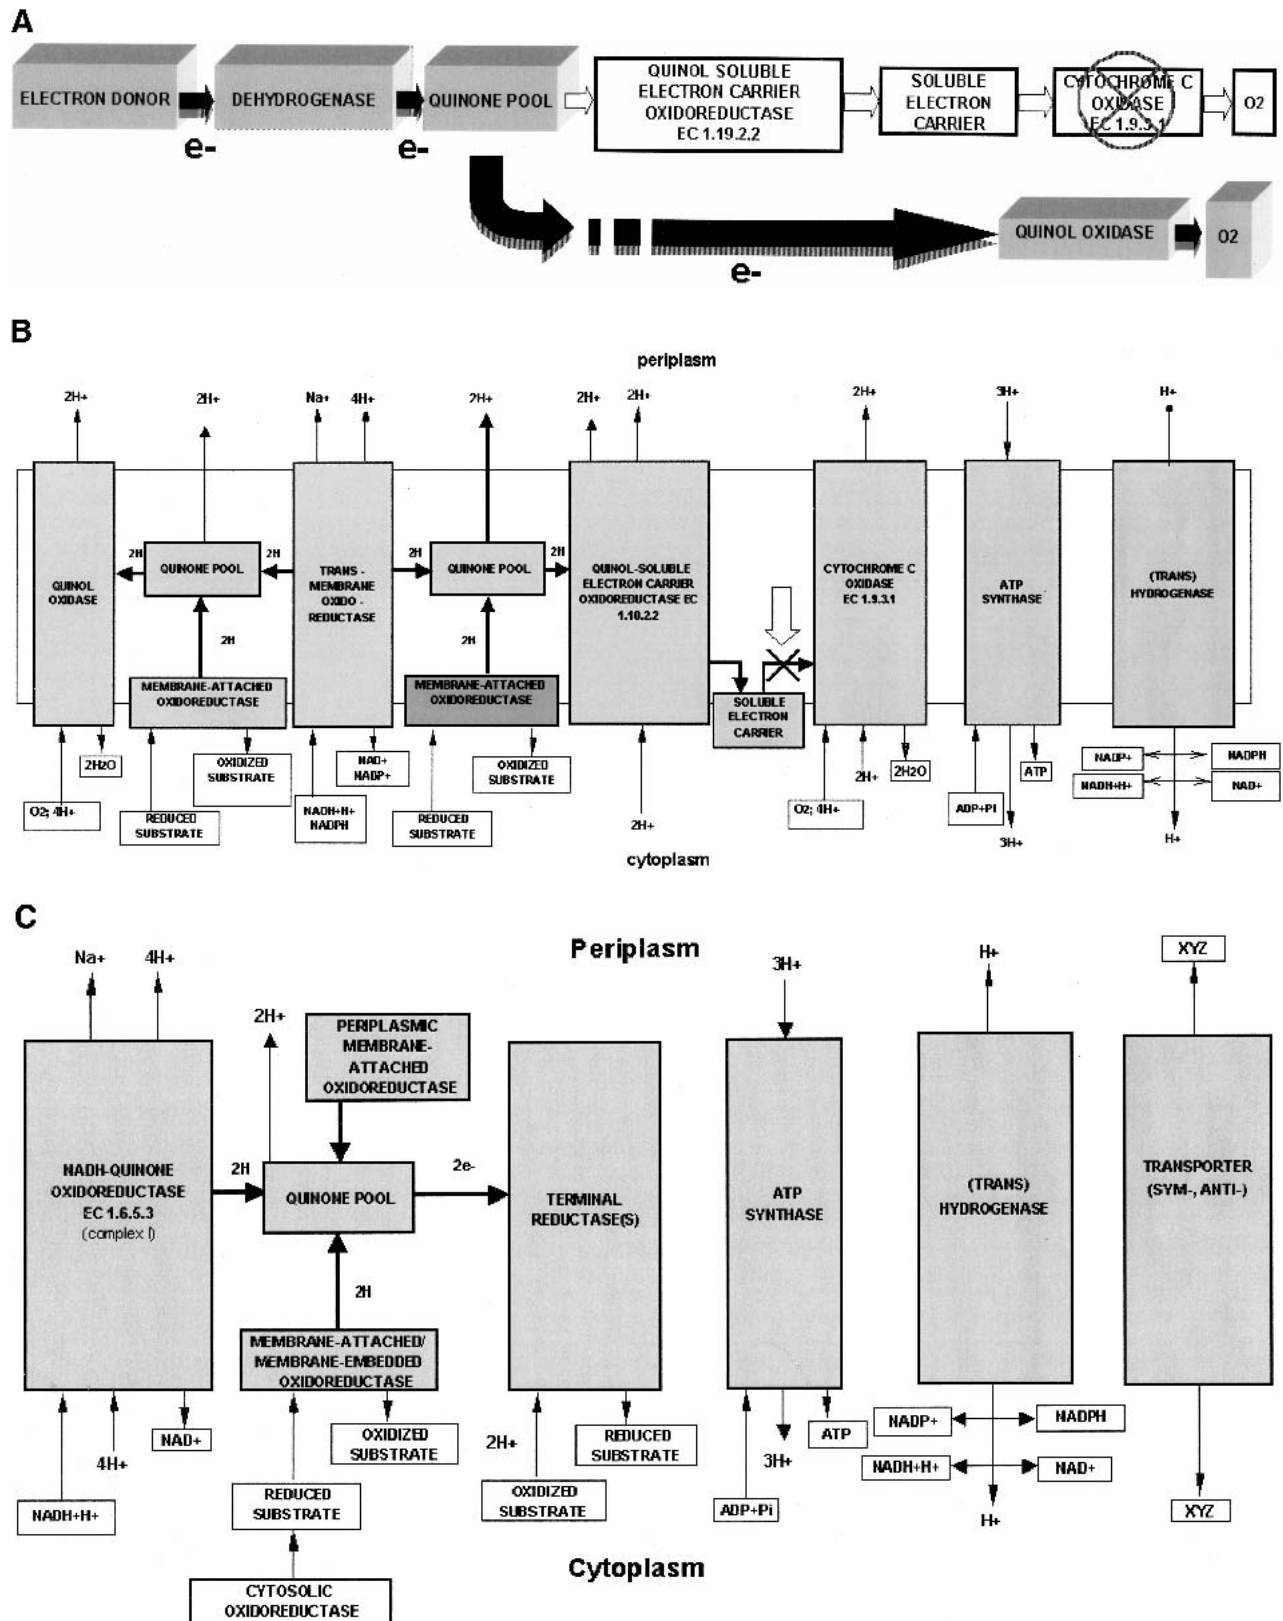 A
ELECTRON DONOR
DEHYDROGENASE
QUINONE POOL
QUINOL SOLUBLE
ELECTRON CARRIER
OXIDOREDUCTASE
EC 1.19.2.2
SOLUBLE
ELECTRON
CARRIER
CYTOCHROME C
OXIDASE
EC 1.9.3.1
O2
e-
e-
QUINOL OXIDASE
O2
e-
B
periplasm
2H+
2H+
Na+
4H+
2H+
2H+
2H+
2H+
3H+
H+
QUINOL
OXIDASE
2H
QUINONE POOL
2H
TRANS -
MEMBRANE
OXIDO -
REDUCTASE
2H
QUINONE POOL
2H
QUINOL-SOLUBLE
ELECTRON CARRIER
OXIDOREDUCTASE EC
1.10.2.2
CYTOCHROME C
OXIDASE
EC 1.9.3.1
ATP
SYNTHASE
(TRANS)
HYDROGENASE
2H
2H
MEMBRANE-ATTACHED
OXIDOREDUCTASE
MEMBRANE-ATTACHED
OXIDOREDUCTASE
SOLUBLE
ELECTRON
CARRIER
2H2O
OXIDIZED
SUBSTRATE
NAD+
NADP+
OXIDIZED
SUBSTRATE
2H+
2H2O
ATP
NADP+
NADPH
NADH+H+
NAD+
O2; 4H+
REDUCED
SUBSTRATE
NADH+H+
NADPH
REDUCED
SUBSTRATE
2H+
O2; 4H+
ADP+Pi
3H+
H+
cytoplasm
C
Periplasm
Na+
4H+
2H+
3H+
H+
XYZ
PERIPLASMIC
MEMBRANE-
ATTACHED
OXIDOREDUCTASE
NADH-QUINONE
OXIDOREDUCTASE
EC 1.6.5.3
(complex I)
2H
QUINONE POOL
2e-
TERMINAL
REDUCTASE(S)
ATP
SYNTHASE
(TRANS)
HYDROGENASE
TRANSPORTER
(SYM-, ANTI-)
2H
MEMBRANE-ATTACHED/
MEMBRANE-EMBEDDED
OXIDOREDUCTASE
NAD+
4H+
NADH+H+
OXIDIZED
SUBSTRATE
REDUCED
SUBSTRATE
2H+
OXIDIZED
SUBSTRATE
REDUCED
SUBSTRATE
ATP
3H+
ADP+Pi
NADP+
NADPH
NADH+H+
NAD+
H+
XYZ
CYTOSOLIC
OXIDOREDUCTASE
Cytoplasm